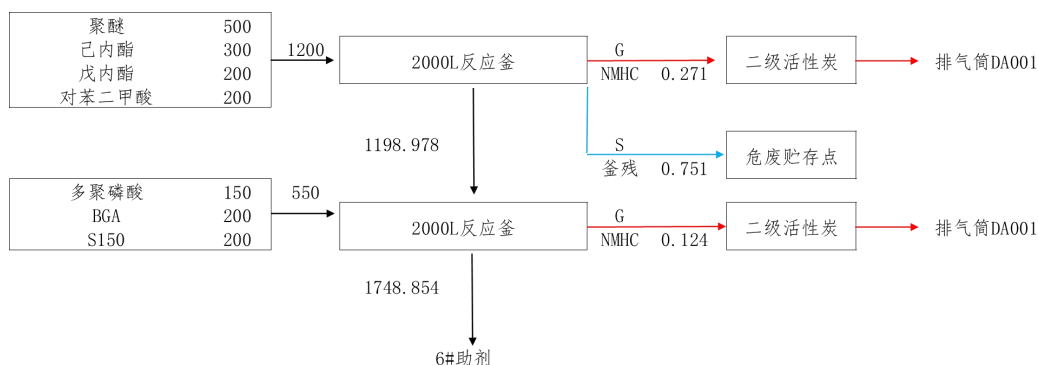 聚醚 500
己内酯 300
戊内酯 200
对苯二甲酸 200
1200
2000L反应釜
G
NMHC 0.271
二级活性炭
排气筒DA001
1198.978
S
釜残 0.751
危废贮存点
多聚磷酸 150
BGA 200
S150 200
550
2000L反应釜
G
NMHC 0.124
二级活性炭
排气筒DA001
1748.854
6#助剂